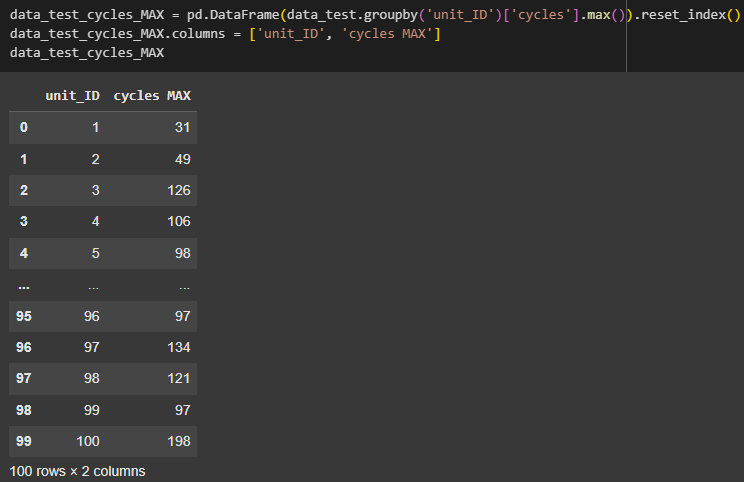 data_test_cycles_MAX = pd.DataFrame(data_test.groupby('unit_ID')['cycles'].max()).reset_index()
data_test_cycles_MAX.columns = ['unit_ID', 'cycles MAX']
data_test_cycles_MAX
unit_ID cycles MAX
0 1 31
1 2 49
2 3 126
3 4 106
4 5 98
... ... ...
95 96 97
96 97 134
97 98 121
98 99 97
99 100 198
100 rows × 2 columns